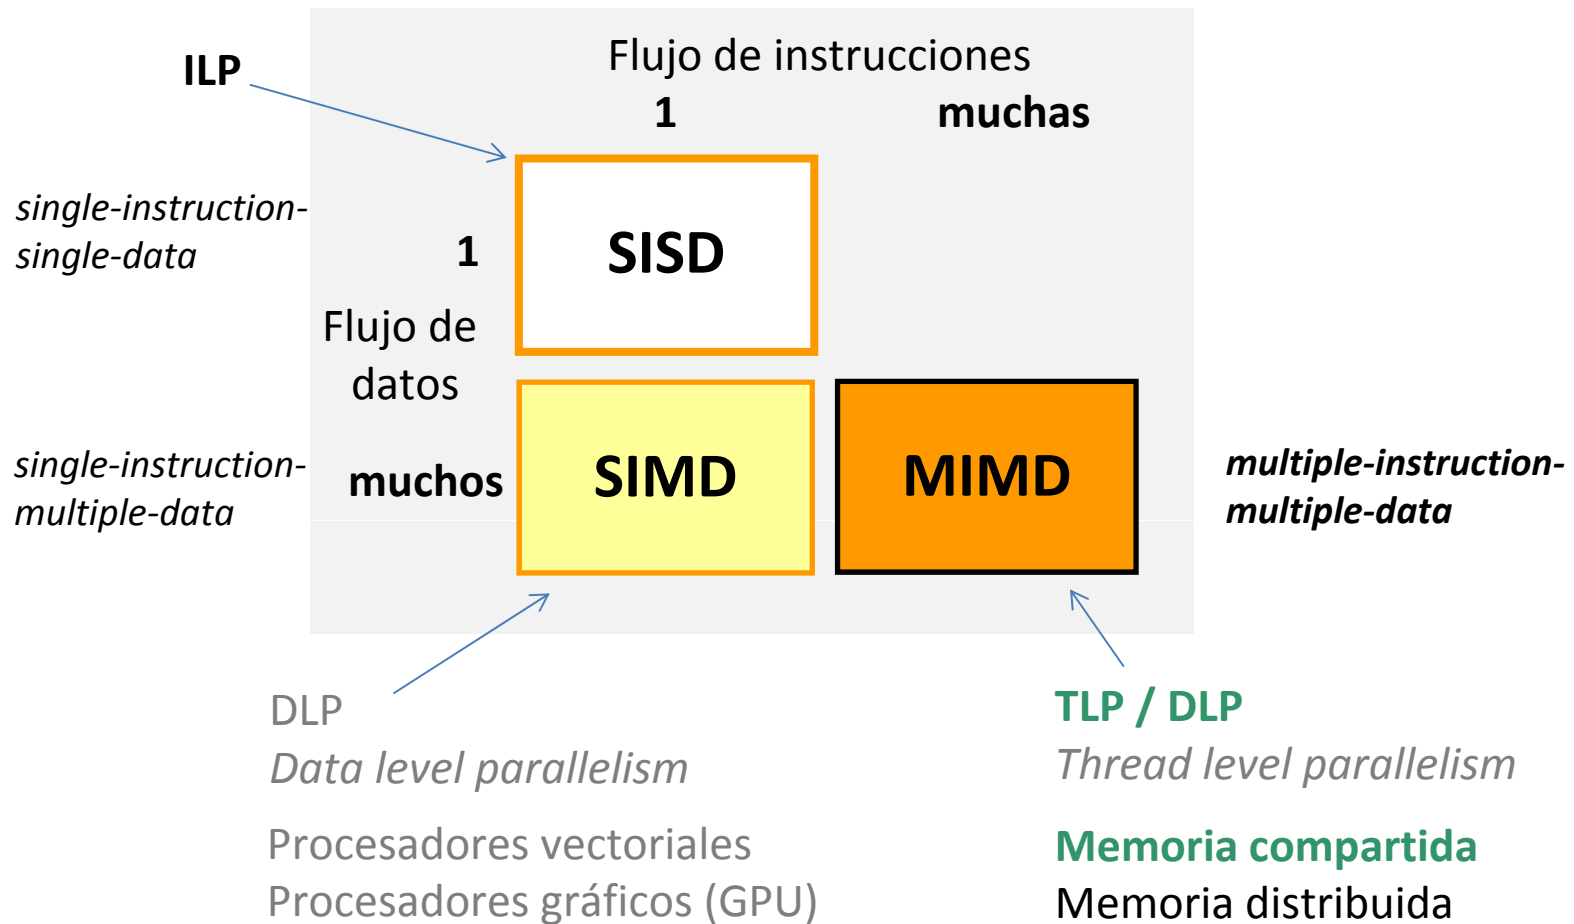 ILP
Flujo de instrucciones
1 muchas
single-instruction-
single-data
1
SISD
Flujo de
datos
single-instruction-
multiple-data
muchos
SIMD
MIMD
multiple-instruction-
multiple-data
DLP
Data level parallelism
Procesadores vectoriales
Procesadores gráficos (GPU)
TLP / DLP
Thread level parallelism
Memoria compartida
Memoria distribuida